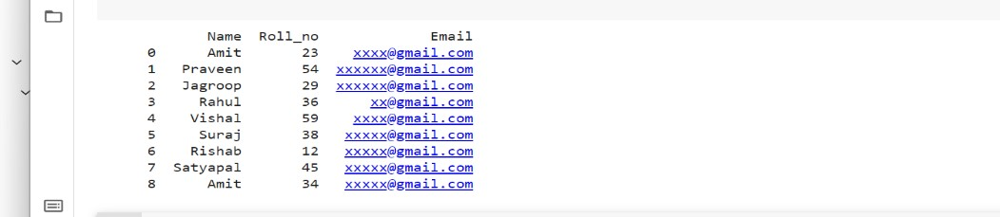 Name Roll_no Email
0 Amit 23 xxxx@gmail.com
1 Praveen 54 xxxxxx@gmail.com
2 Jagroop 29 xxxxxx@gmail.com
3 Rahul 36 xx@gmail.com
4 Vishal 59 xxxx@gmail.com
5 Suraj 38 xxxxx@gmail.com
6 Rishab 12 xxxxx@gmail.com
7 Satyapal 45 xxxxx@gmail.com
8 Amit 34 xxxxx@gmail.com